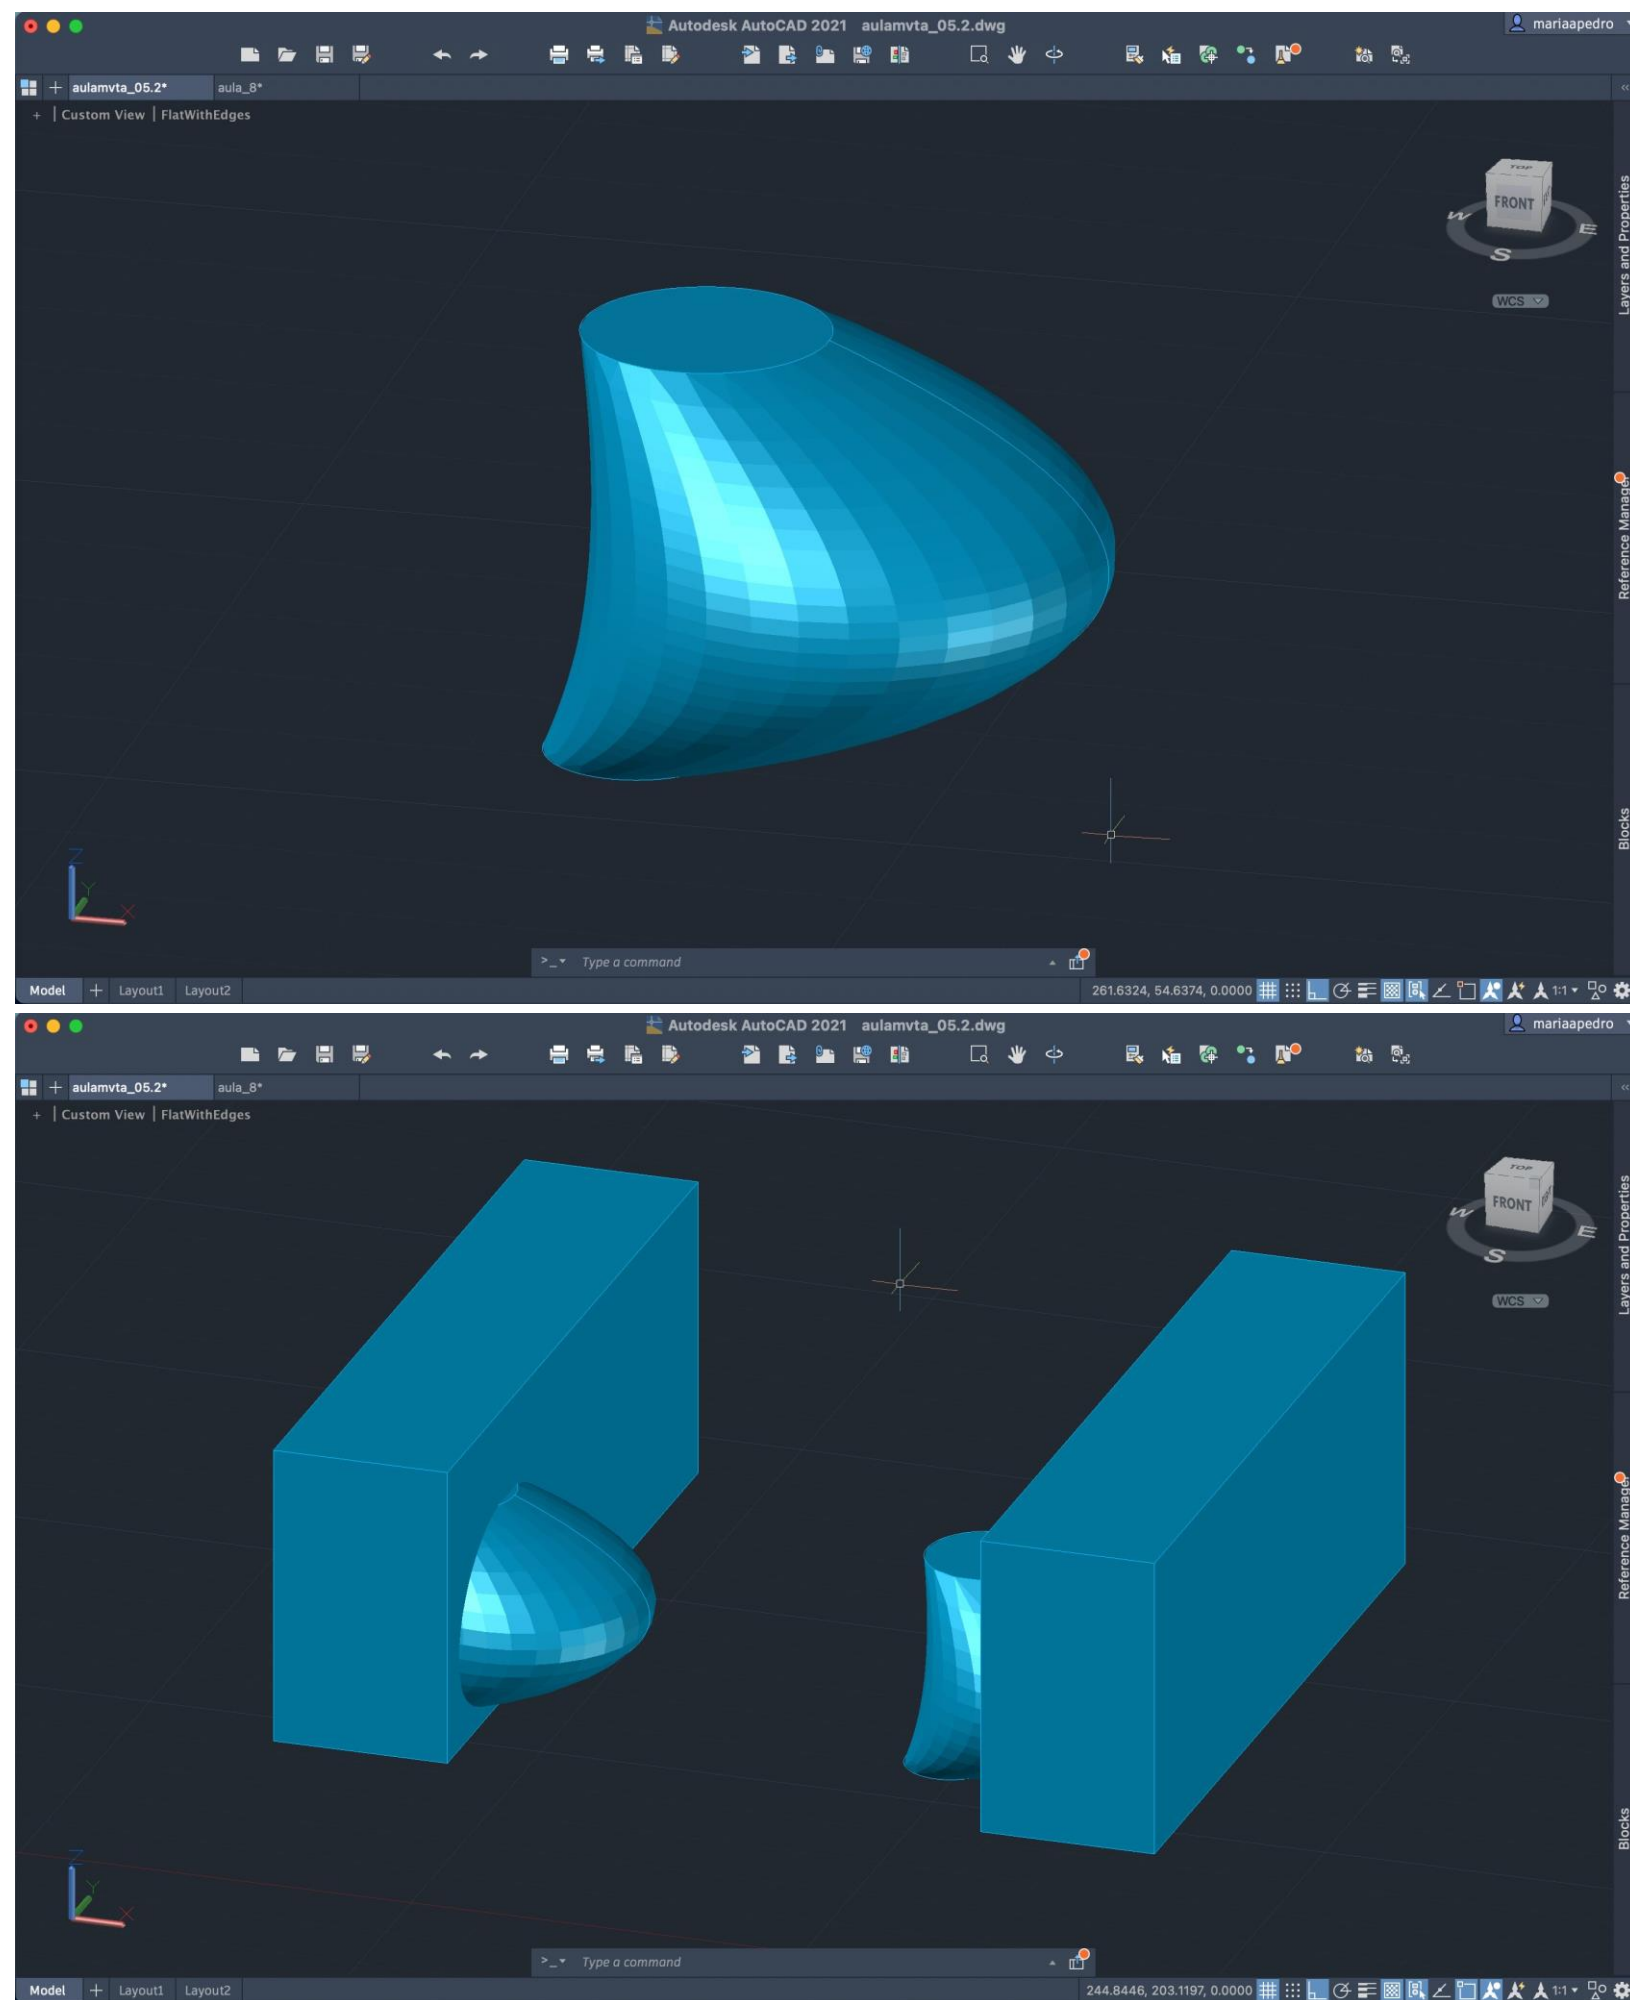 Autodesk AutoCAD 2021 aulamvta_05.2.dwg
mariaapedro
aulamvta_05.2*
aula_8*
+ | Custom View | FlatWithEdges
TOP
FRONT
W
E
S
WCS
Layers and Properties
Reference Manager
Blocks
Z
Y
X
>_ Type a command
Model + Layout1 Layout2
261.6324, 54.6374, 0.0000
1:1
Autodesk AutoCAD 2021 aulamvta_05.2.dwg
mariaapedro
aulamvta_05.2*
aula_8*
+ | Custom View | FlatWithEdges
TOP
FRONT
W
E
S
WCS
Layers and Properties
Reference Manager
Blocks
Z
Y
X
>_ Type a command
Model + Layout1 Layout2
244.8446, 203.1197, 0.0000
1:1